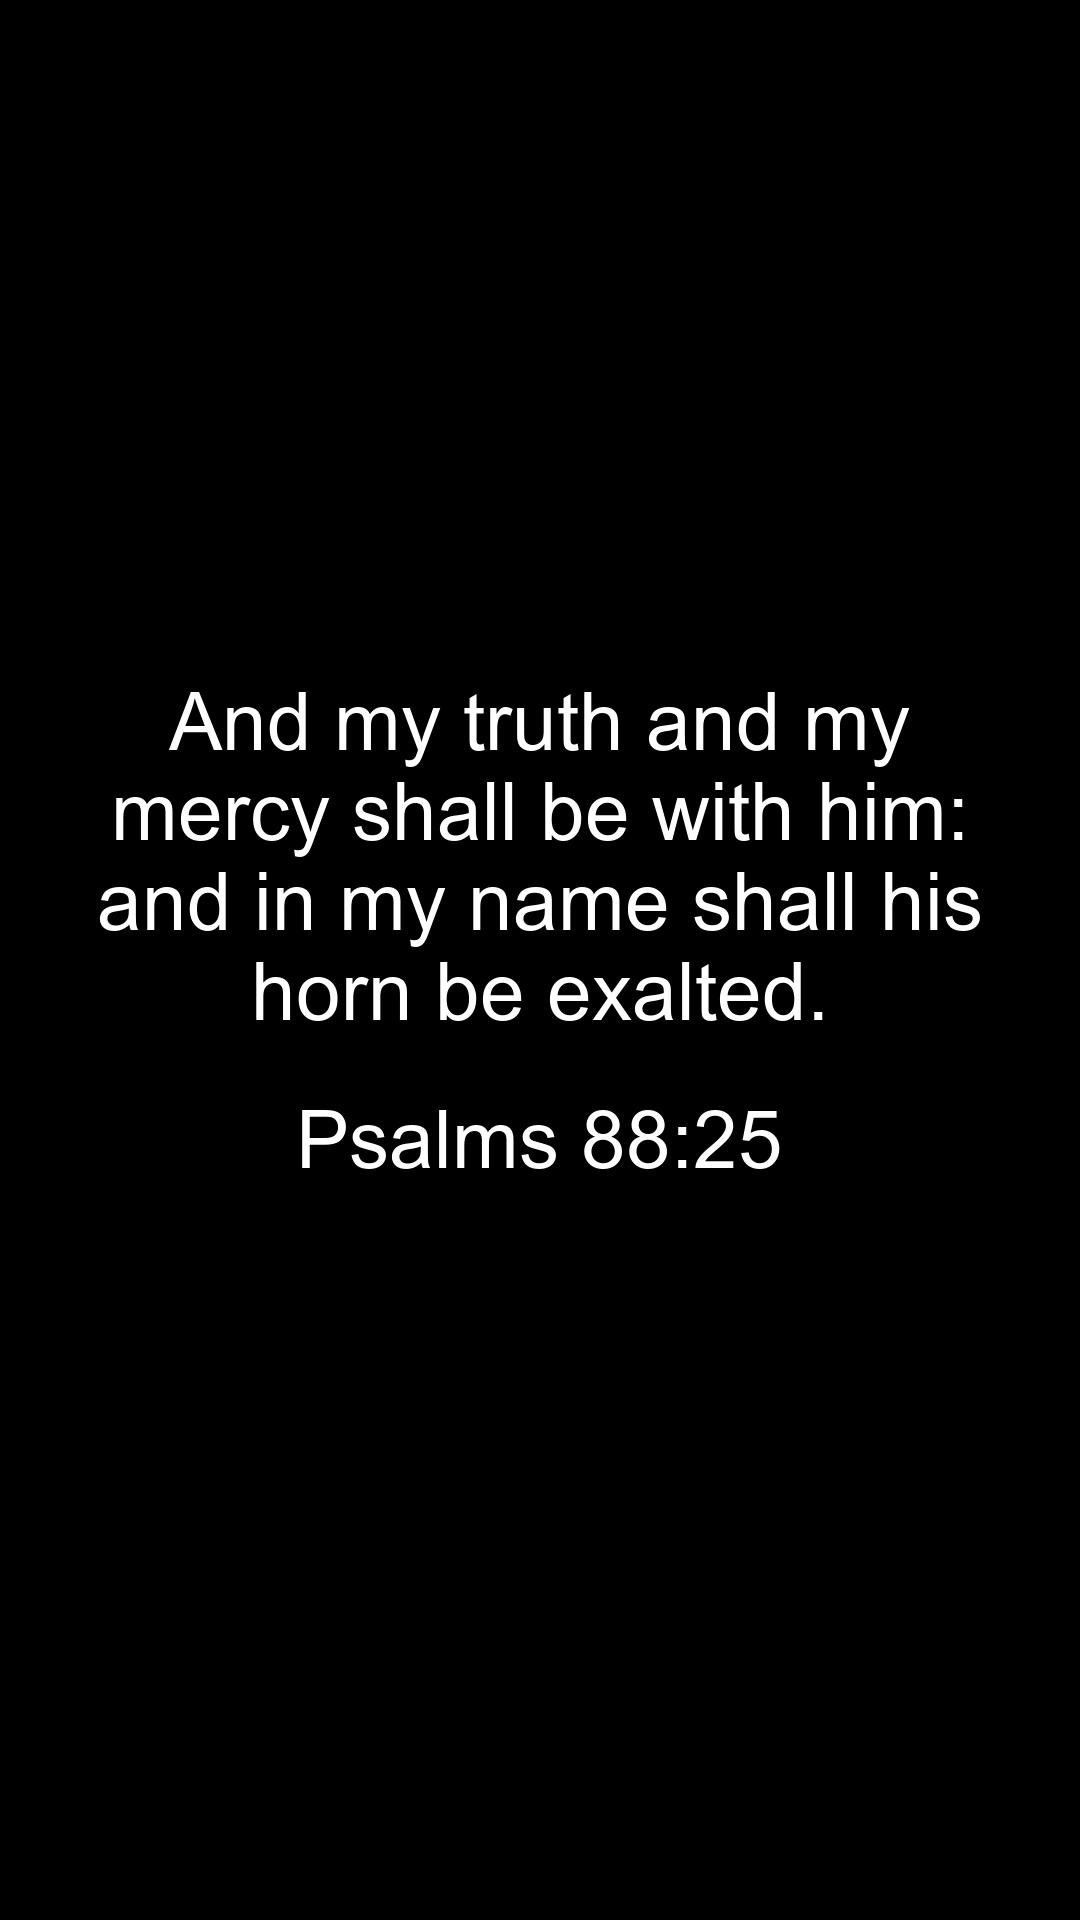 And my truth and my
mercy shall be with him:
and in my name shall his
horn be exalted.
Psalms 88:25